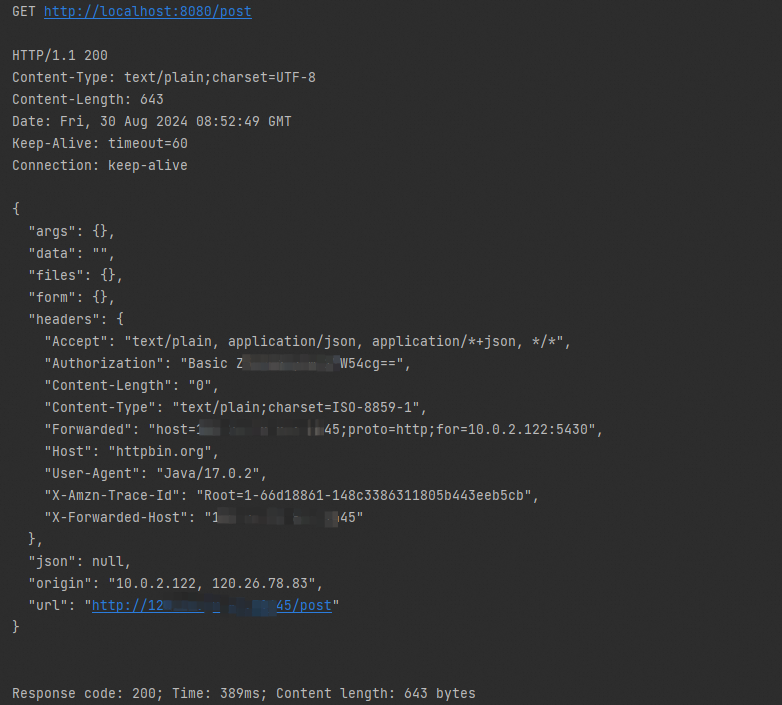 GET http://localhost:8080/post
HTTP/1.1 200
Content-Type: text/plain;charset=UTF-8
Content-Length: 643
Date: Fri, 30 Aug 2024 08:52:49 GMT
Keep-Alive: timeout=60
Connection: keep-alive
{
"args": {},
"data": "",
"files": {},
"form": {},
"headers": {
"Accept": "text/plain, application/json, application/*+json, */*",
"Authorization": "Basic Z W54cg==",
"Content-Length": "0",
"Content-Type": "text/plain;charset=ISO-8859-1",
"Forwarded": "host= 45;proto=http;for=10.0.2.122:5430",
"Host": "httpbin.org",
"User-Agent": "Java/17.0.2",
"X-Amzn-Trace-Id": "Root=1-66d18861-148c3386311805b443eeb5cb",
"X-Forwarded-Host": "1 45"
},
"json": null,
"origin": "10.0.2.122, 120.26.78.83",
"url": "http://12 45/post"
}
Response code: 200; Time: 389ms; Content length: 643 bytes